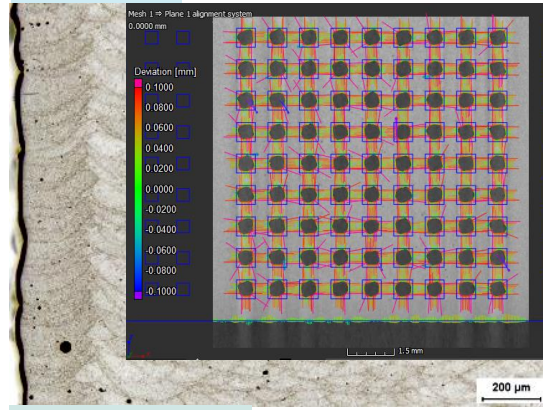 Mesh 1 ⇒ Plane 1 alignment system
0.0000 mm
Deviation [mm]
0.1000
0.0800
0.0600
0.0400
0.0200
0.0000
-0.0200
-0.0400
-0.0600
-0.0800
-0.1000
1.5 mm
200 µm